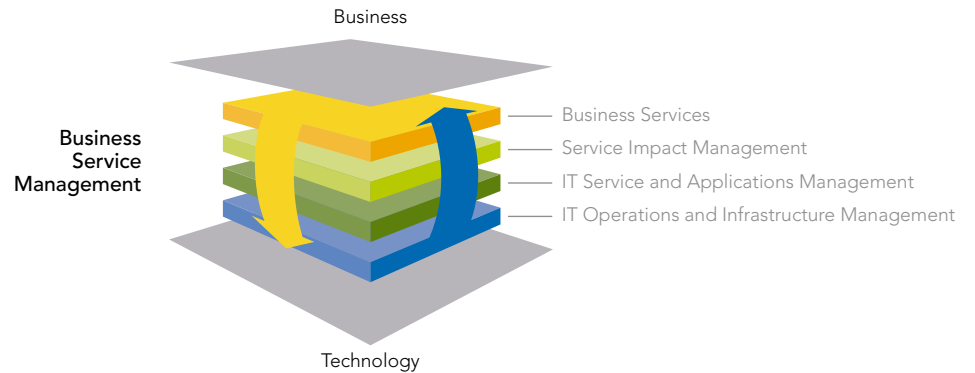 Business
Business
Service
Management
Business Services
Service Impact Management
IT Service and Applications Management
IT Operations and Infrastructure Management
Technology